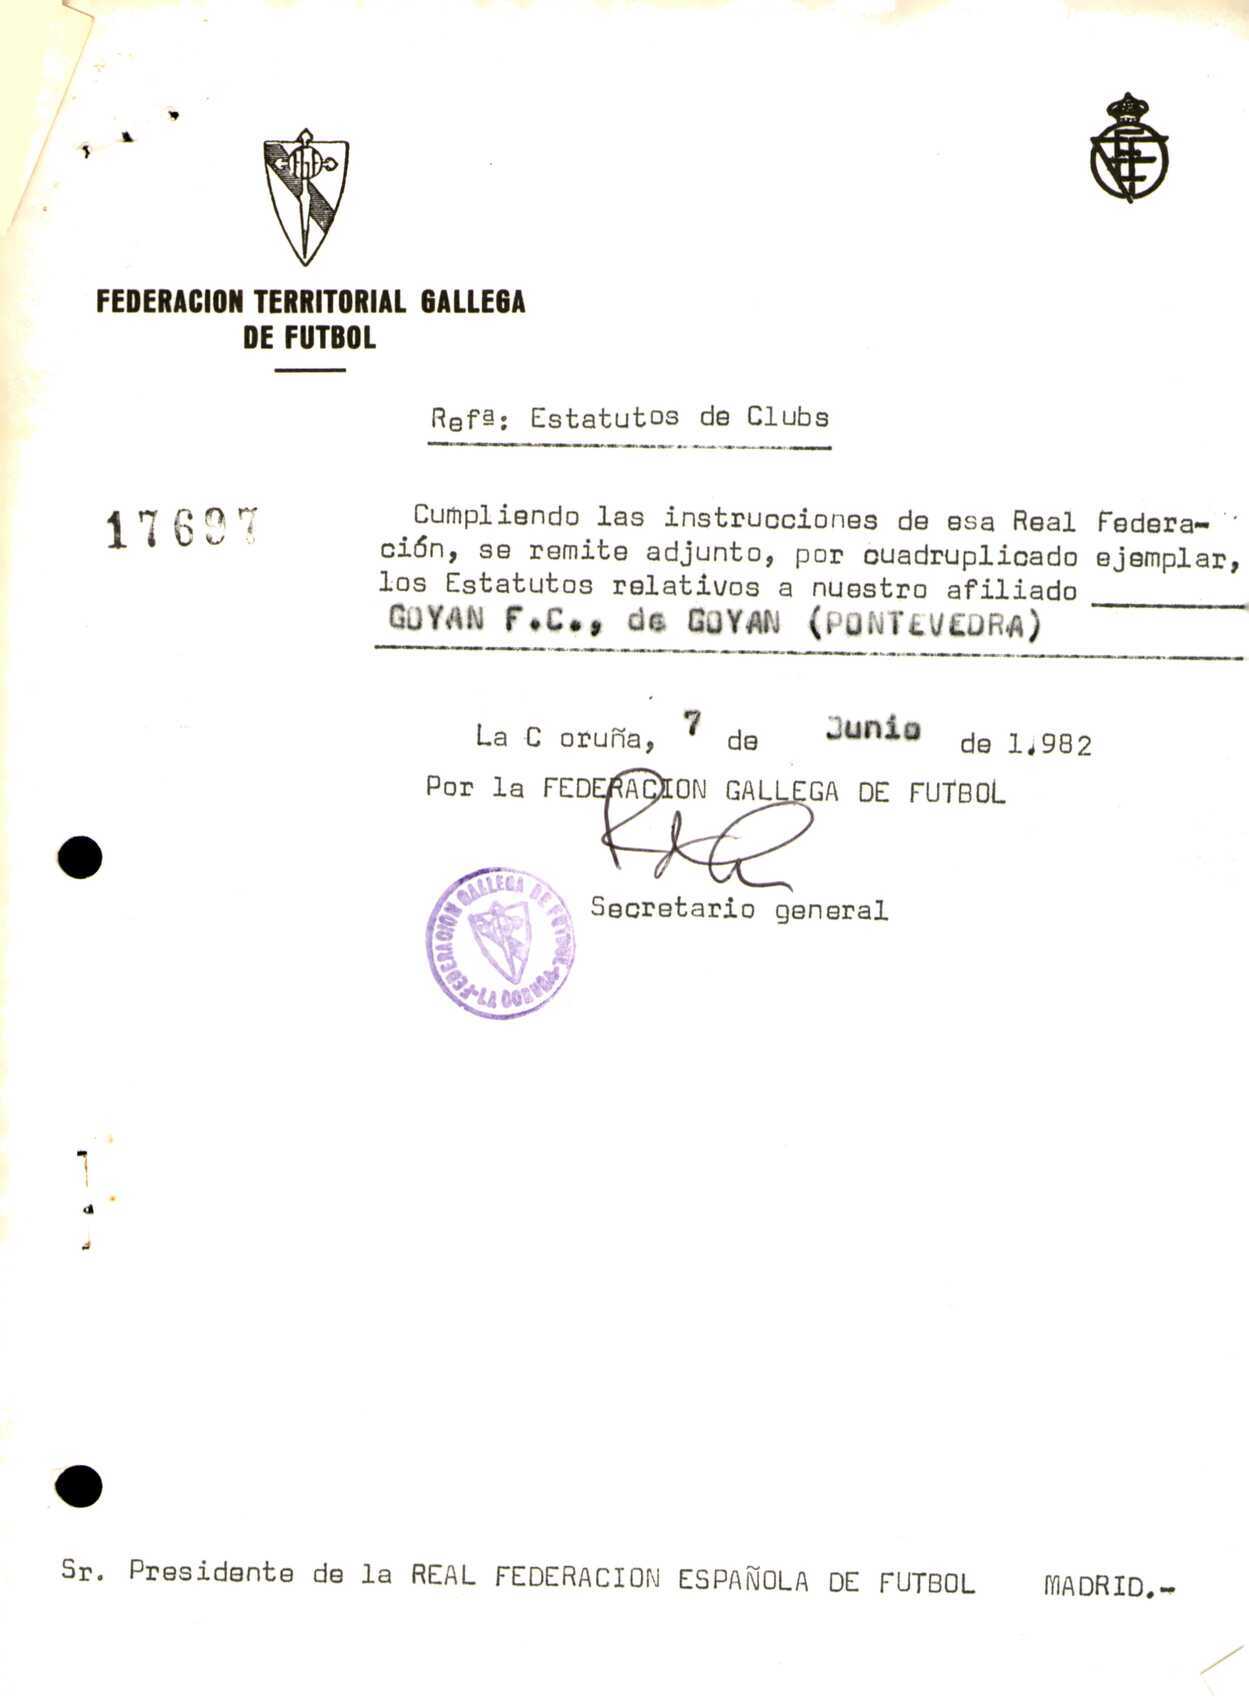 FEDERACION TERRITORIAL GALLEGA
DE FUTBOL
Refª: Estatutos de Clubs
17697
Cumpliendo las instrucciones de esa Real Federa-
ción, se remite adjunto, por cuadruplicado ejemplar,
los Estatutos relativos a nuestro afiliado
GOYAN F.C., de GOYAN (PONTEVEDRA)
La C oruña, 7 de Junio de 1.982
Por la FEDERACION GALLEGA DE FUTBOL
Secretario general
FEDERACION GALLEGA DE FUTBOL-LA CORUÑA
Sr. Presidente de la REAL FEDERACION ESPAÑOLA DE FUTBOL MADRID.-